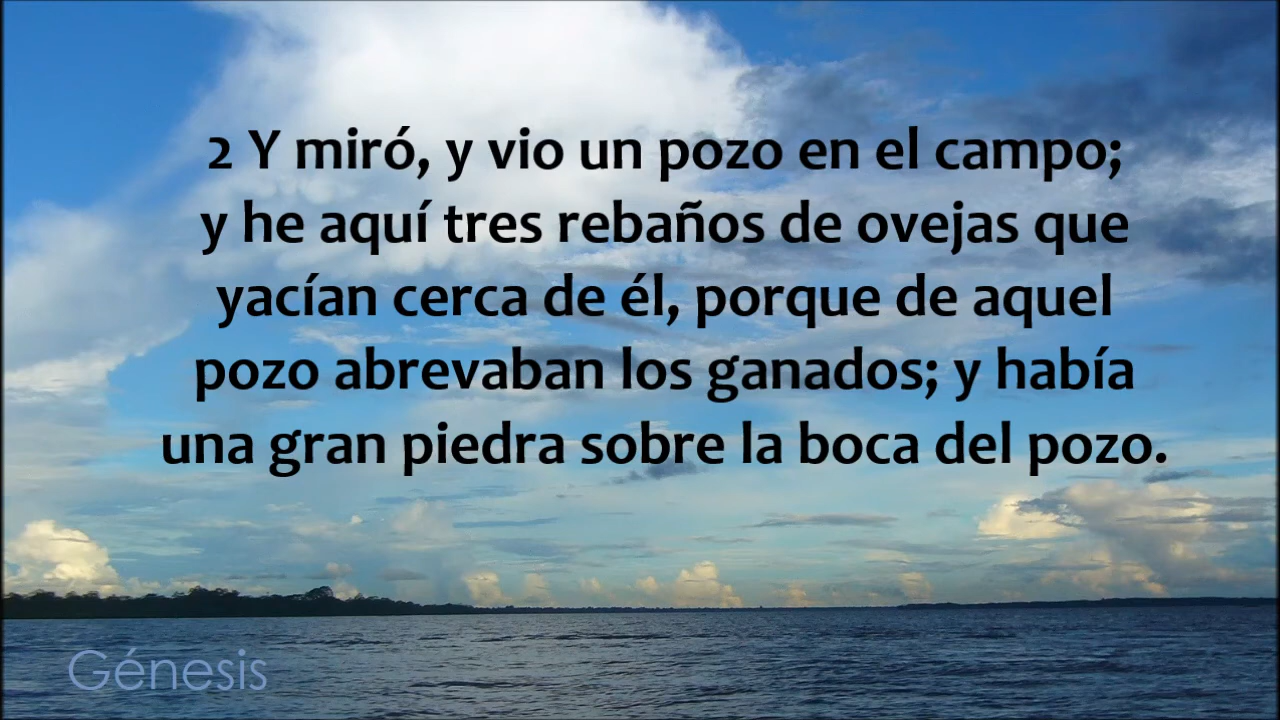 2 Y miró, y vio un pozo en el campo;
y he aquí tres rebaños de ovejas que
yacían cerca de él, porque de aquel
pozo abrevaban los ganados; y había
una gran piedra sobre la boca del pozo.
Génesis